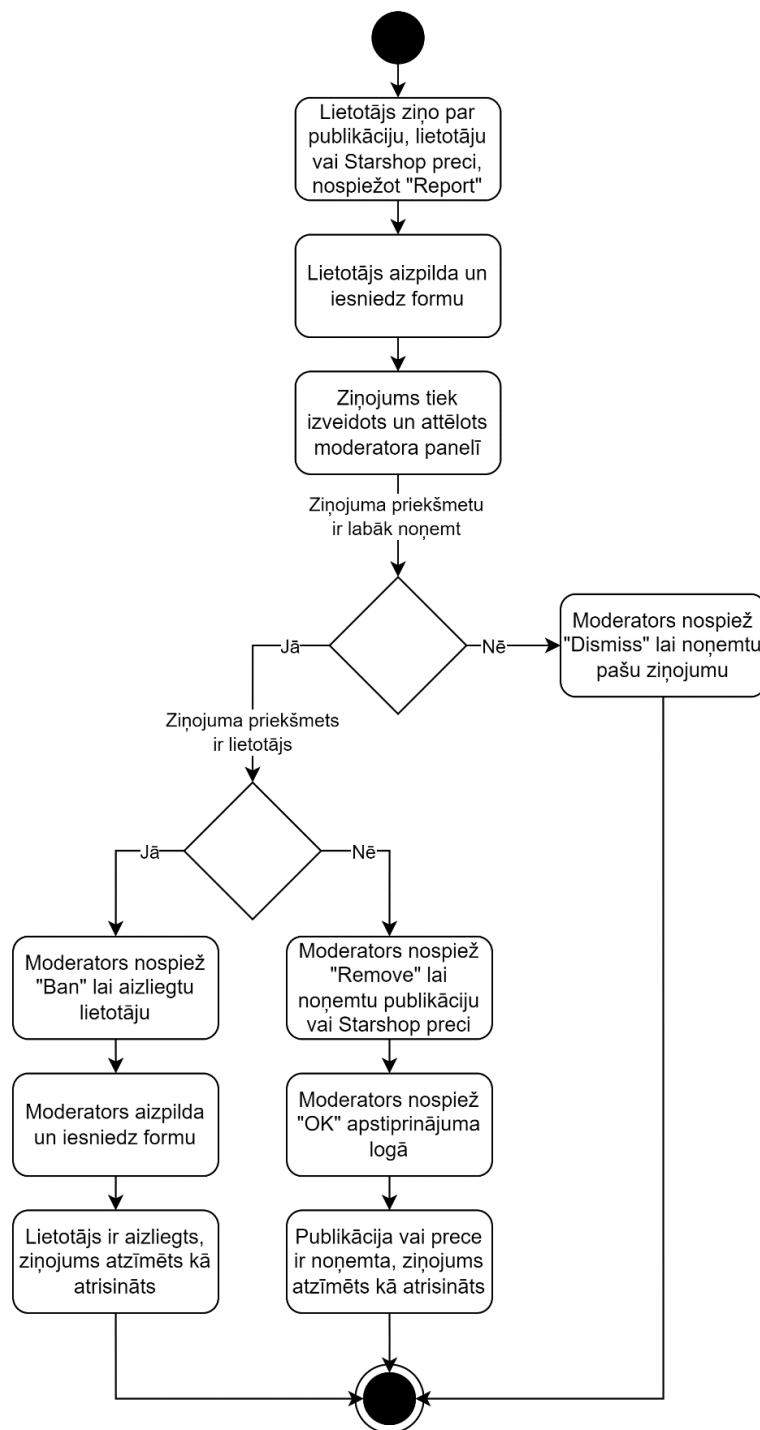 Lietotājs ziņo par
publikāciju, lietotāju
vai Starshop preci,
nospiežot "Report"
Lietotājs aizpilda un
iesniedz formu
Ziņojums tiek
izveidots un attēlots
moderatora panelī
Ziņojuma priekšmetu
ir labāk noņemt
Jā
Nē
Moderators nospiež
"Dismiss" lai noņemtu
pašu ziņojumu
Ziņojuma priekšmets
ir lietotājs
Jā
Nē
Moderators nospiež
"Ban" lai aizliegtu
lietotāju
Moderators nospiež
"Remove" lai
noņemtu publikāciju
vai Starshop preci
Moderators aizpilda
un iesniedz formu
Moderators nospiež
"OK" apstiprinājuma
logā
Lietotājs ir aizliegts,
ziņojums atzīmēts kā
atrisināts
Publikācija vai prece
ir noņemta, ziņojums
atzīmēts kā atrisināts